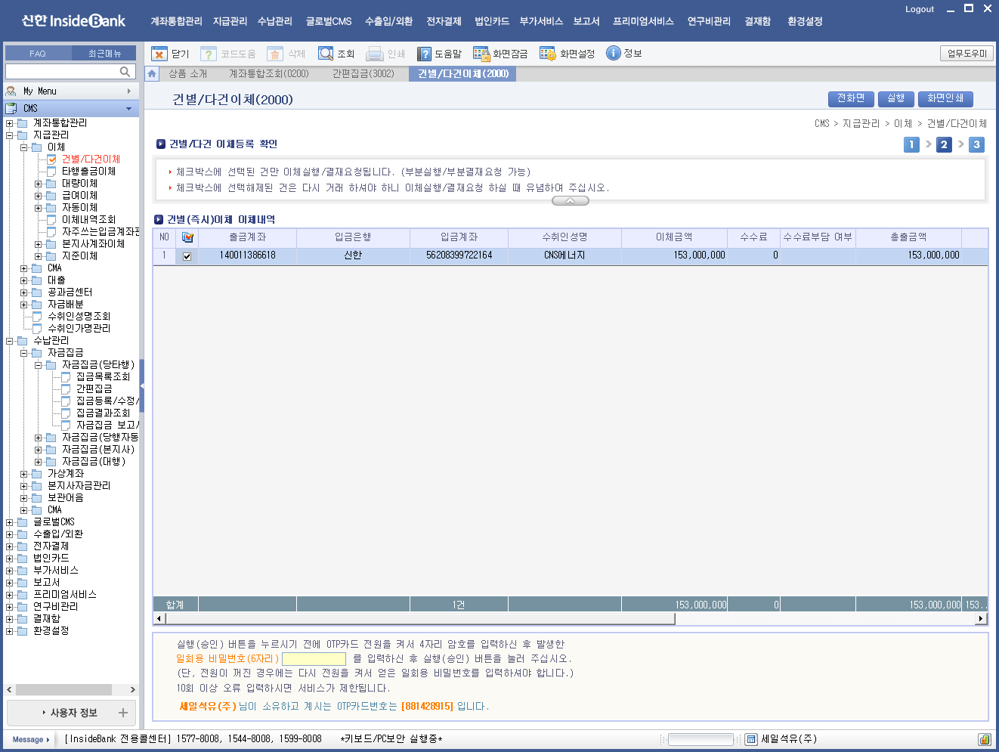 Logout
신한 InsideBank 계좌통합관리 지급관리 수납관리 글로벌CMS 수출입/외환 전자결제 법인카드 부가서비스 보고서 프리미엄서비스 연구비관리 결재함 환경설정
FAQ 최근메뉴
닫기 코드도움 삭제 조회 인쇄 도움말 화면잠금 화면설정 정보 업무도우미
상품 소개 계좌통합조회(0200) 간편집금(3002) 건별/다건이체(2000)
My Menu
CMS
계좌통합관리
지급관리
이체
건별/다건이체
타행출금이체
대량이체
급여이체
자동이체
이체내역조회
자주쓰는입금계좌관
본지사계좌이체
지준이체
CMA
대출
공과금센터
자금배분
수취인성명조회
수취인가명관리
수납관리
자금집금
자금집금(당타행)
집금목록조회
간편집금
집금등록/수정/
집금결과조회
자금집금 보고서
자금집금(당행자동
자금집금(본지사)
자금집금(대행)
가상계좌
본지사자금관리
보관어음
CMA
글로벌CMS
수출입/외환
전자결제
법인카드
부가서비스
보고서
프리미엄서비스
연구비관리
결재함
환경설정
사용자 정보
건별/다건이체(2000)
전화면 실행 화면인쇄
CMS > 지급관리 > 이체 > 건별/다건이체
건별/다건 이체등록 확인
1 > 2 > 3
체크박스에 선택된 건만 이체실행/결재요청됩니다. (부분실행/부분결재요청 가능)
체크박스에 선택해제된 건은 다시 거래 하셔야 하니 이체실행/결재요청 하실 때 유념하여 주십시오.
건별(즉시)이체 이체내역
NO 출금계좌 입금은행 입금계좌 수취인성명 이체금액 수수료 수수료부담 여부 총출금액
1 140011386618 신한 56208399722164 CNS에너지 153,000,000 0 153,000,000
합계 1건 153,000,000 0 153,000,000 153..
실행(승인) 버튼을 누르시기 전에 OTP카드 전원을 켜서 4자리 암호를 입력하신 후 발생한
일회용 비밀번호(6자리) 를 입력하신 후 실행(승인) 버튼을 눌러 주십시오.
(단, 전원이 꺼진 경우에는 다시 전원을 켜서 얻은 일회용 비밀번호를 입력하셔야 합니다.)
10회 이상 오류 입력하시면 서비스가 제한됩니다.
세일석유(주)님이 소유하고 계시는 OTP카드번호는 [881428915] 입니다.
Message [InsideBank 전용콜센터] 1577-8008, 1544-8008, 1599-8008 *키보드/PC보안 실행중* 세일석유(주)